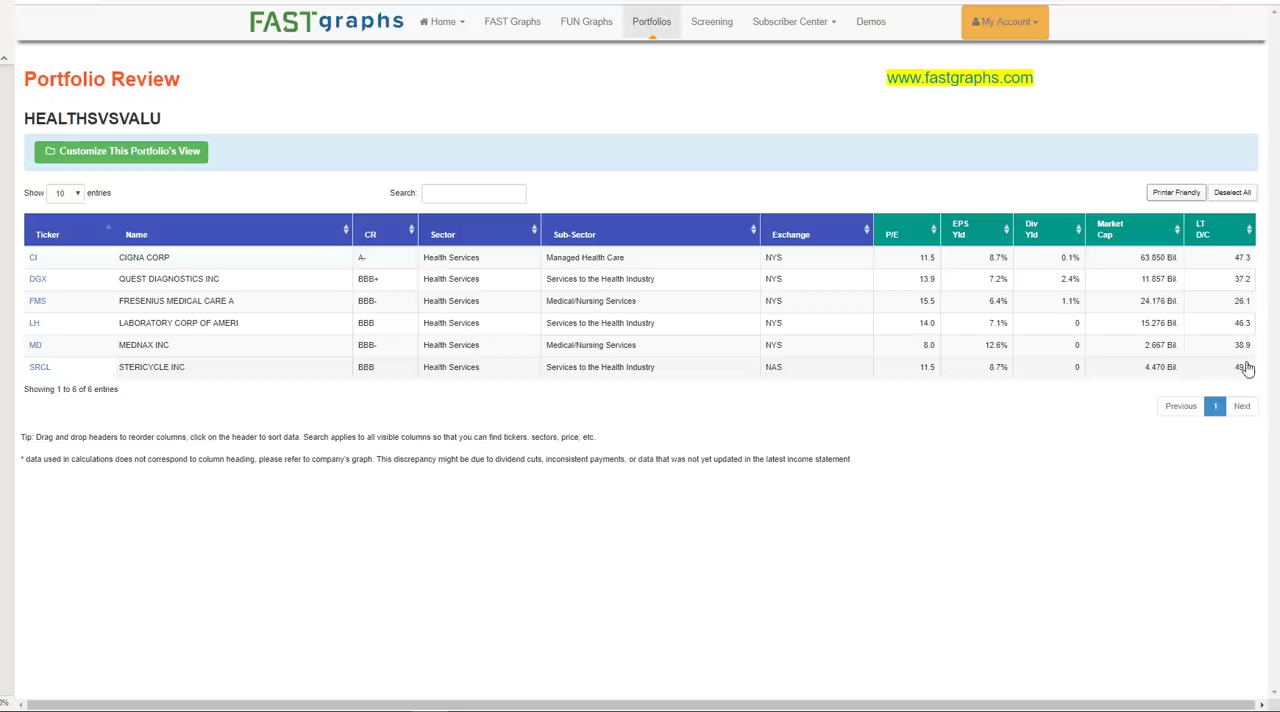 FASTgraphs Home FAST Graphs FUN Graphs Portfolios Screening Subscriber Center Demos My Account
Portfolio Review
www.fastgraphs.com
HEALTHSVSVALU
Customize This Portfolio's View
Show 10 entries Search: Printer Friendly Deselect All
Ticker Name CR Sector Sub-Sector Exchange P/E EPS Yld Div Yld Market Cap LT D/C
CI CIGNA CORP A- Health Services Managed Health Care NYS 11.5 8.7% 0.1% 63.850 Bil. 47.3
DGX QUEST DIAGNOSTICS INC BBB+ Health Services Services to the Health Industry NYS 13.9 7.2% 2.4% 11.857 Bil. 37.2
FMS FRESENIUS MEDICAL CARE A BBB- Health Services Medical/Nursing Services NYS 15.5 6.4% 1.1% 24.176 Bil. 26.1
LH LABORATORY CORP OF AMERI BBB Health Services Services to the Health Industry NYS 14.0 7.1% 0 15.276 Bil. 46.3
MD MEDNAX INC BBB- Health Services Medical/Nursing Services NYS 8.0 12.6% 0 2.667 Bil. 38.9
SRCL STERICYCLE INC BBB Health Services Services to the Health Industry NAS 11.5 8.7% 0 4.470 Bil.
Showing 1 to 6 of 6 entries
Previous 1 Next
Tip: Drag and drop headers to reorder columns, click on the header to sort data. Search applies to all visible columns so that you can find tickers. sectors, price, etc.
* data used in calculations does not correspond to column heading, please refer to company's graph. This discrepancy might be due to dividend cuts, inconsistent payments, or data that was not yet updated in the latest income statement